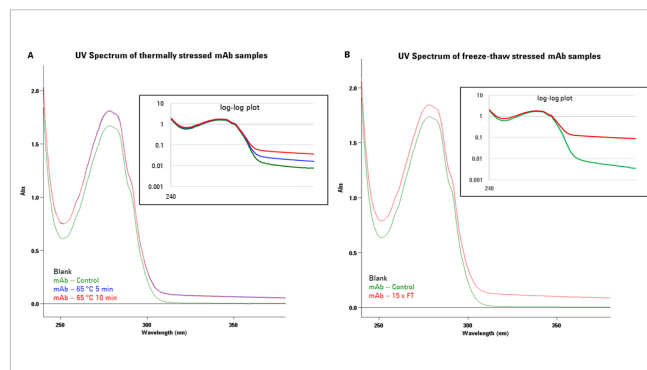 A
UV Spectrum of thermally stressed mAb samples
2.0
1.5
1.0
0.5
0.0
Abs
log-log plot
10
1
0.1
0.01
0.001
240
Blank
mAb – Control
mAb – 65 °C 5 min
mAb – 65 °C 10 min
250
300
350
Wavelength (nm)
B
UV Spectrum of freeze-thaw stressed mAb samples
2.0
1.5
1.0
0.5
0.0
Abs
log-log plot
10
1
0.1
0.01
0.001
240
Blank
mAb – Control
mAb – 15 x FT
250
300
350
Wavelength (nm)